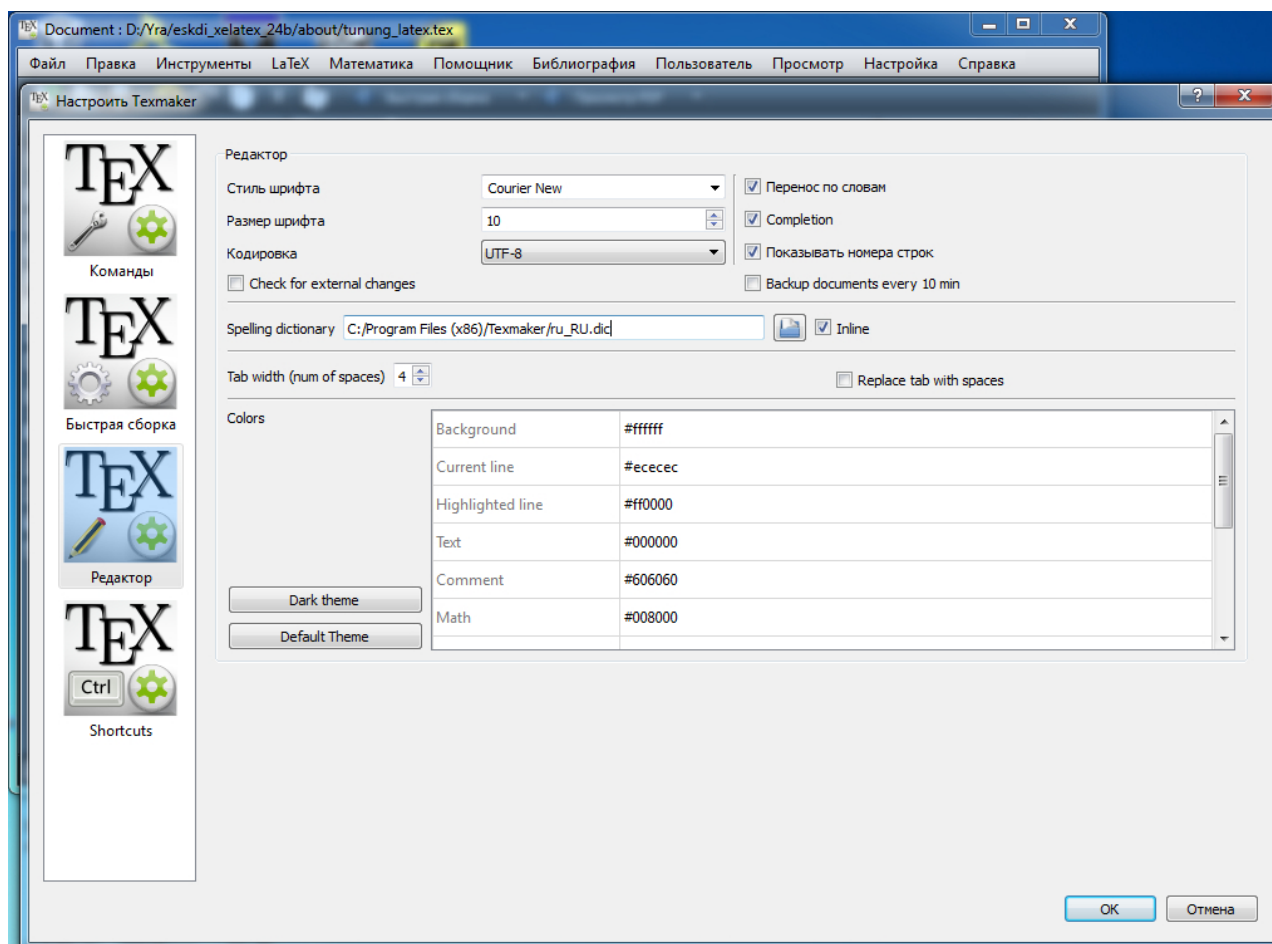 Document : D:/Yra/eskdi_xelatex_24b/about/tunung_latex.tex
Файл Правка Инструменты LaTeX Математика Помощник Библиография Пользователь Просмотр Настройка Справка
Настроить Texmaker
TEX
Команды
TEX
Быстрая сборка
TEX
Редактор
TEX
Ctrl
Shortcuts
Редактор
Стиль шрифта Courier New Перенос по словам
Размер шрифта 10 Completion
Кодировка UTF-8 Показывать номера строк
Check for external changes Backup documents every 10 min
Spelling dictionary C:/Program Files (x86)/Texmaker/ru_RU.dic Inline
Tab width (num of spaces) 4 Replace tab with spaces
Colors
Background #ffffff
Current line #ececec
Highlighted line #ff0000
Text #000000
Comment #606060
Math #008000
Dark theme
Default Theme
OK Отмена